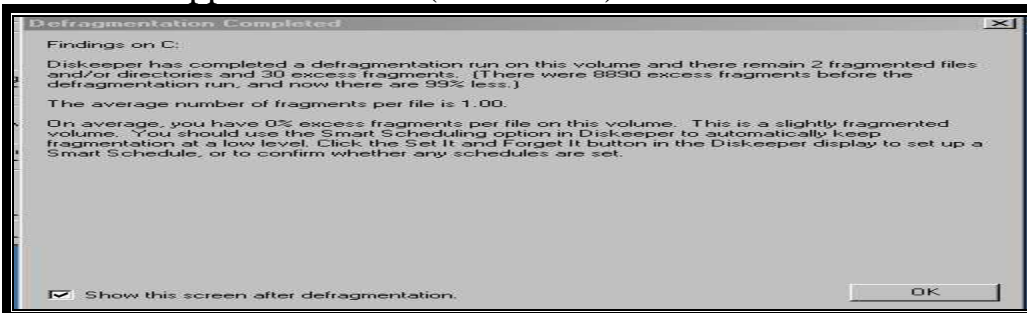 Defragmentation Completed
Findings on C:
Diskeeper has completed a defragmentation run on this volume and there remain 2 fragmented files
and/or directories and 30 excess fragments. (There were 8890 excess fragments before the
defragmentation run, and now there are 99% less.)
The average number of fragments per file is 1.00.
On average, you have 0% excess fragments per file on this volume. This is a slightly fragmented
volume. You should use the Smart Scheduling option in Diskeeper to automatically keep
fragmentation at a low level. Click the Set It and Forget It button in the Diskeeper display to set up a
Smart Schedule, or to confirm whether any schedules are set.
Show this screen after defragmentation.
OK